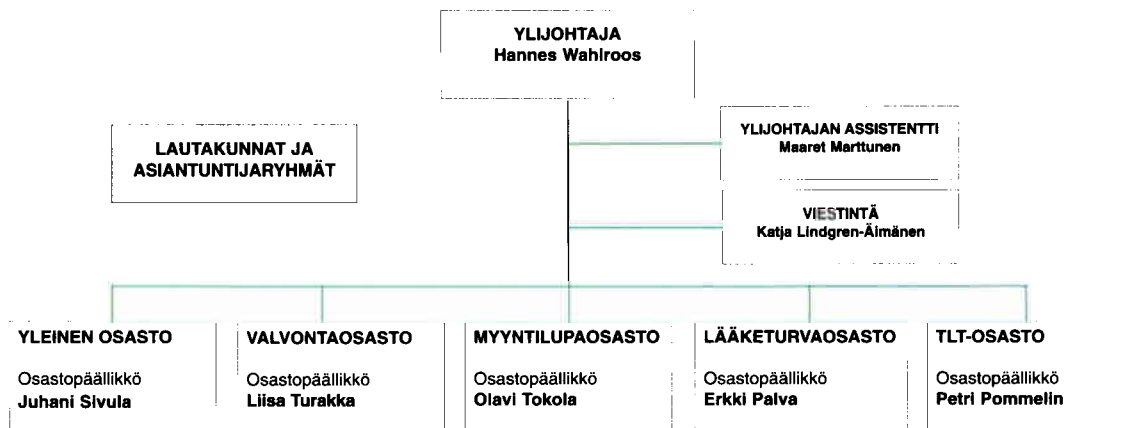 YLIJOHTAJA
Hannes Wahlroos
LAUTAKUNNAT JA
ASIANTUNTIJARYHMÄT
YLIJOHTAJAN ASSISTENTTI
Maaret Marttunen
VIESTINTÄ
Katja Lindgren-Äimänen
YLEINEN OSASTO
Osastopäällikkö
Juhani Sivula
VALVONTAOSASTO
Osastopäällikkö
Liisa Turakka
MYYNTILUPAOSASTO
Osastopäällikkö
Olavi Tokola
LÄÄKETURVAOSASTO
Osastopäällikkö
Erkki Palva
TLT-OSASTO
Osastopäällikkö
Petri Pommelin